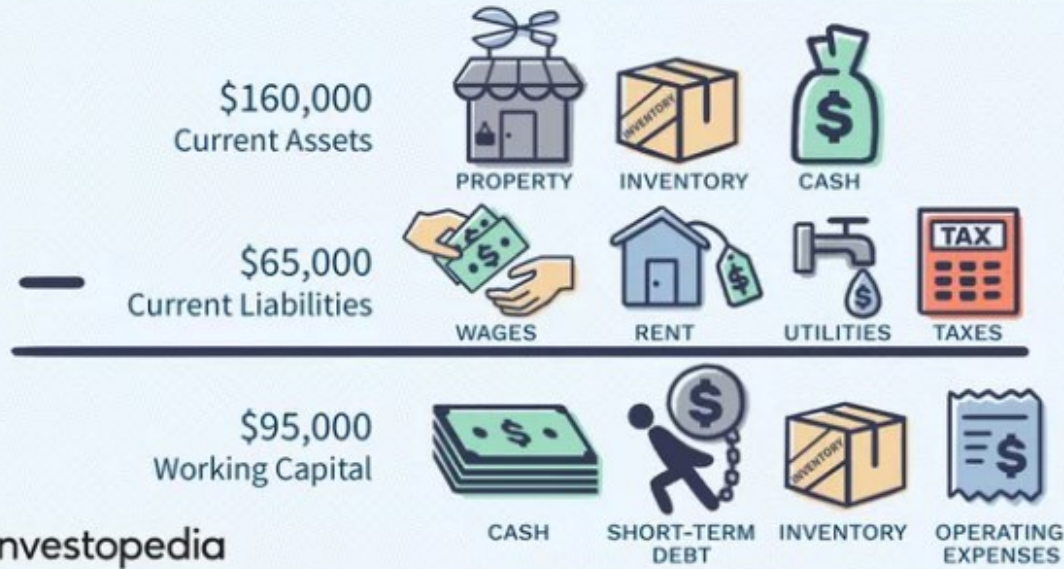 $160,000
Current Assets
$
INVENTORY
PROPERTY
INVENTORY
CASH
$65,000
Current Liabilities
$
$
$
TAX
WAGES
RENT
UTILITIES
TAXES
$95,000
Working Capital
$
$
INVENTORY
$
CASH
SHORT-TERM
DEBT
INVENTORY
OPERATING
EXPENSES
nvestopedia